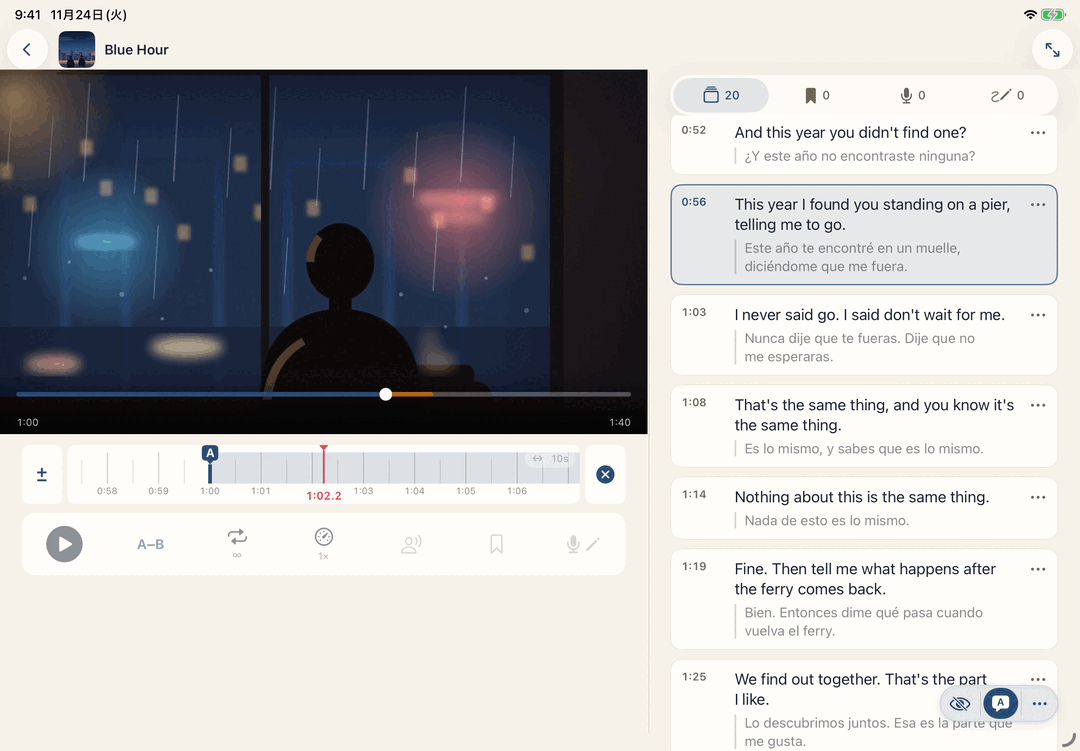 9:41 11月24日(火)
Blue Hour
1:00
1:40
A
10s
0:58
0:59
1:00
1:01
1:02.2
1:03
1:04
1:05
1:06
A–B
∞
1x
20
0
0
0
0:52
And this year you didn't find one?
¿Y este año no encontraste ninguna?
0:56
This year I found you standing on a pier,
telling me to go.
Este año te encontré en un muelle,
diciéndome que me fuera.
1:03
I never said go. I said don't wait for me.
Nunca dije que te fueras. Dije que no
me esperaras.
1:08
That's the same thing, and you know it's
the same thing.
Es lo mismo, y sabes que es lo mismo.
1:14
Nothing about this is the same thing.
Nada de esto es lo mismo.
1:19
Fine. Then tell me what happens after
the ferry comes back.
Bien. Entonces dime qué pasa cuando
vuelva el ferry.
1:25
We find out together. That's the part
I like.
Lo descubrimos juntos. Esa es la parte que
me gusta.
A